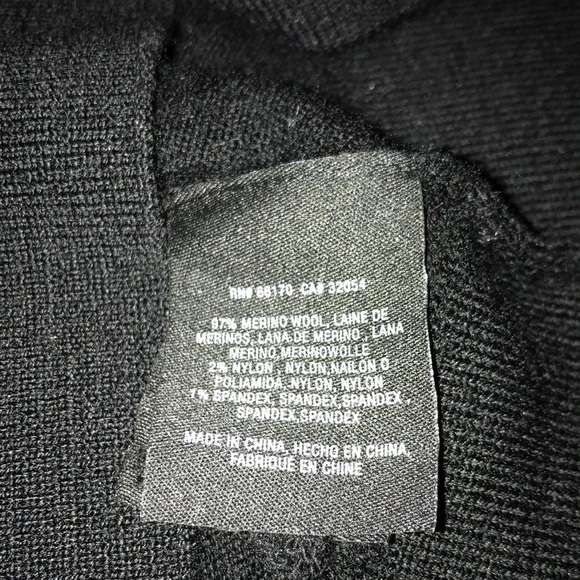 RN# 66170 CA# 32054
97% MERINO WOOL, LAINE DE
MERINOS, LANA DE MERINO , LANA
MERINO,MERINOWOLLE
2% NYLON , NYLON,NAILON O
POLIAMIDA, NYLON, NYLON
1% SPANDEX, SPANDEX,SPANDEX ,
SPANDEX,SPANDEX
MADE IN CHINA, HECHO EN CHINA,
FABRIQUE EN CHINE